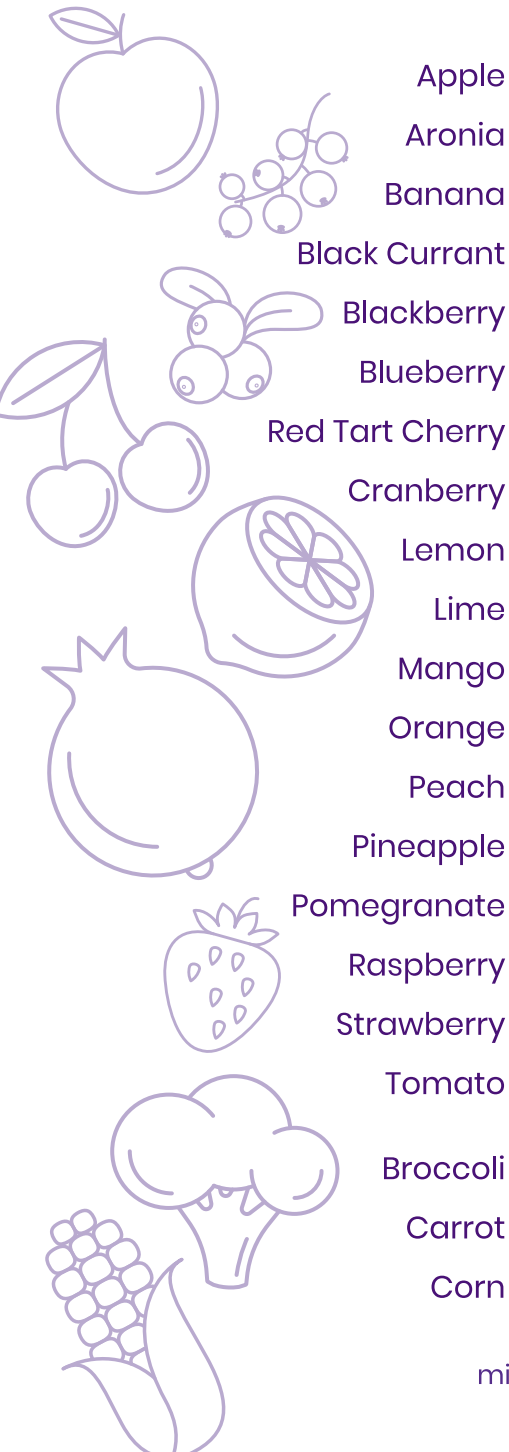 Apple
Aronia
Banana
Black Currant
Blackberry
Blueberry
Red Tart Cherry
Cranberry
Lemon
Lime
Mango
Orange
Peach
Pineapple
Pomegranate
Raspberry
Strawberry
Tomato
Broccoli
Carrot
Corn
mi